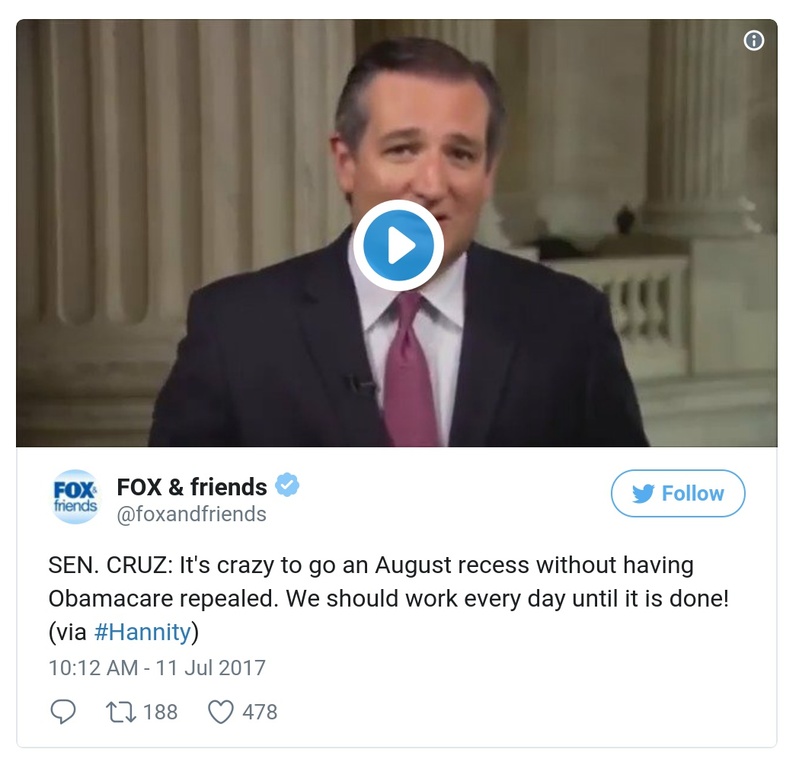 FOX&
friends
FOX & friends
@foxandfriends
Follow
SEN. CRUZ: It's crazy to go an August recess without having
Obamacare repealed. We should work every day until it is done!
(via #Hannity)
10:12 AM - 11 Jul 2017
188 478